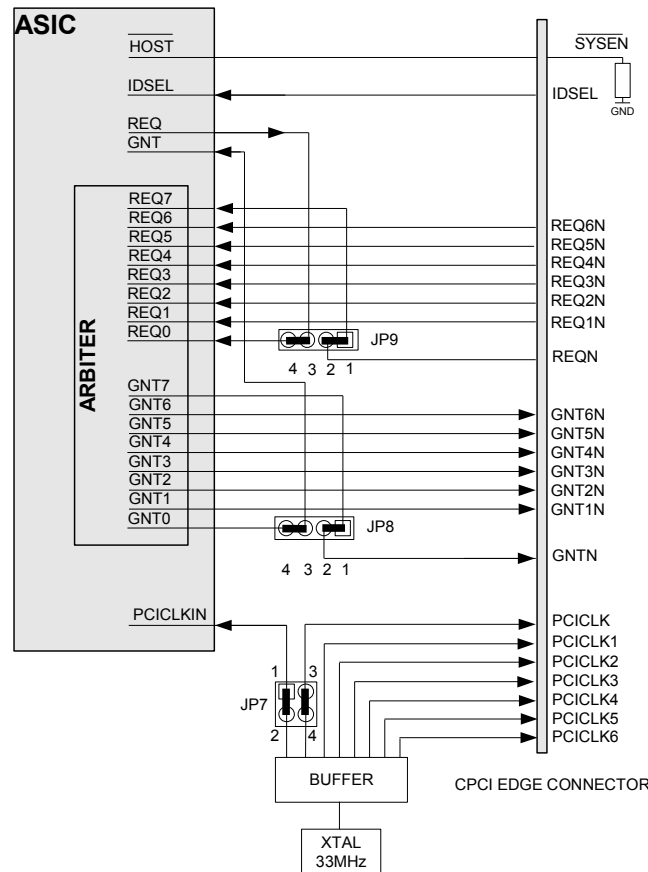 ASIC
HOST
SYSEN
IDSEL
IDSEL
GND
REQ
GNT
ARBITER
REQ7
REQ6
REQ6N
REQ5
REQ5N
REQ4
REQ4N
REQ3
REQ3N
REQ2
REQ2N
REQ1
REQ1N
REQ0
JP9
REQN
4 3 2 1
GNT7
GNT6
GNT6N
GNT5
GNT5N
GNT4
GNT4N
GNT3
GNT3N
GNT2
GNT2N
GNT1
GNT1N
GNT0
JP8
GNTN
4 3 2 1
PCICLKIN
PCICLK
PCICLK1
PCICLK2
PCICLK3
PCICLK4
PCICLK5
PCICLK6
1 3
JP7
2 4
BUFFER
CPCI EDGE CONNECTOR
XTAL
33MHz